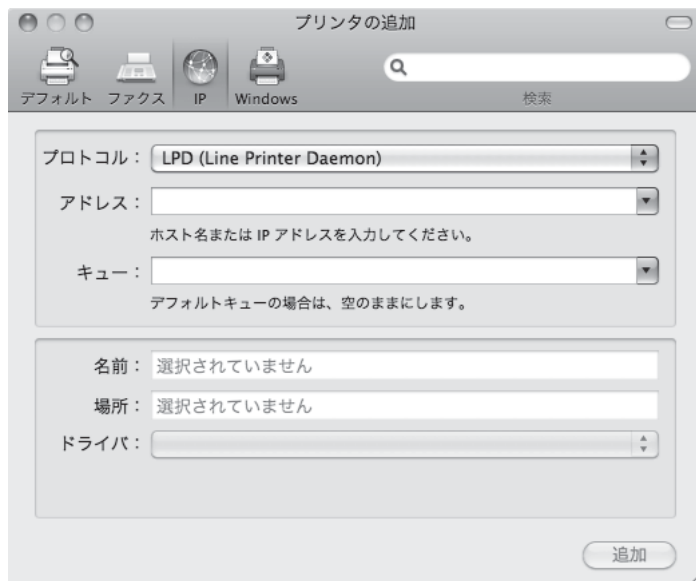 プリンタの追加
デフォルト ファクス IP Windows 検索
プロトコル： LPD (Line Printer Daemon)
アドレス：
ホスト名または IP アドレスを入力してください。
キュー：
デフォルトキューの場合は、空のままにします。
名前： 選択されていません
場所： 選択されていません
ドライバ：
追加